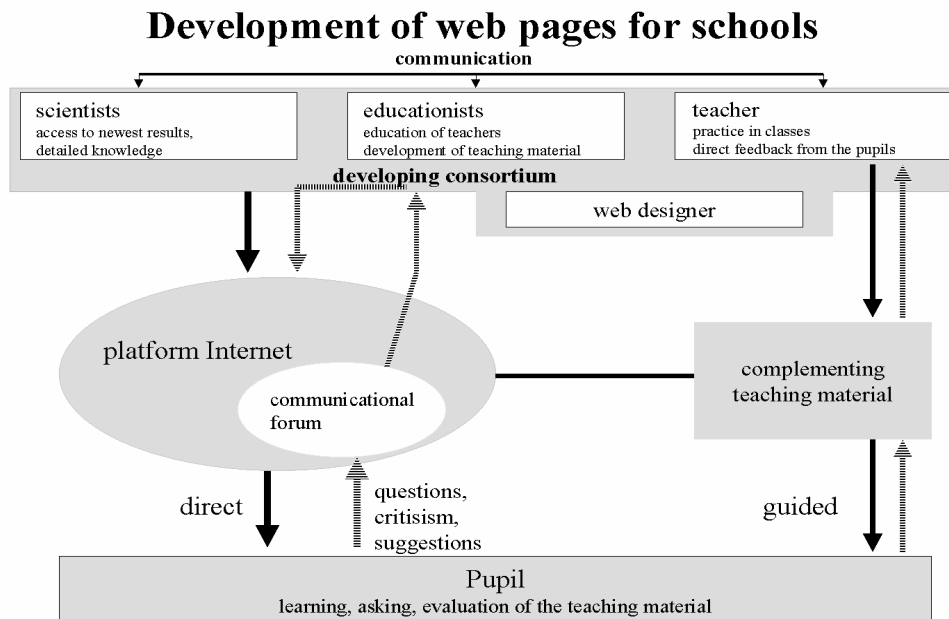 Development of web pages for schools
communication
scientists
access to newest results,
detailed knowledge
educationists
education of teachers
development of teaching material
teacher
practice in classes
direct feedback from the pupils
developing consortium
web designer
platform Internet
communicational
forum
complementing
teaching material
direct
questions,
critisism,
suggestions
guided
Pupil
learning, asking, evaluation of the teaching material